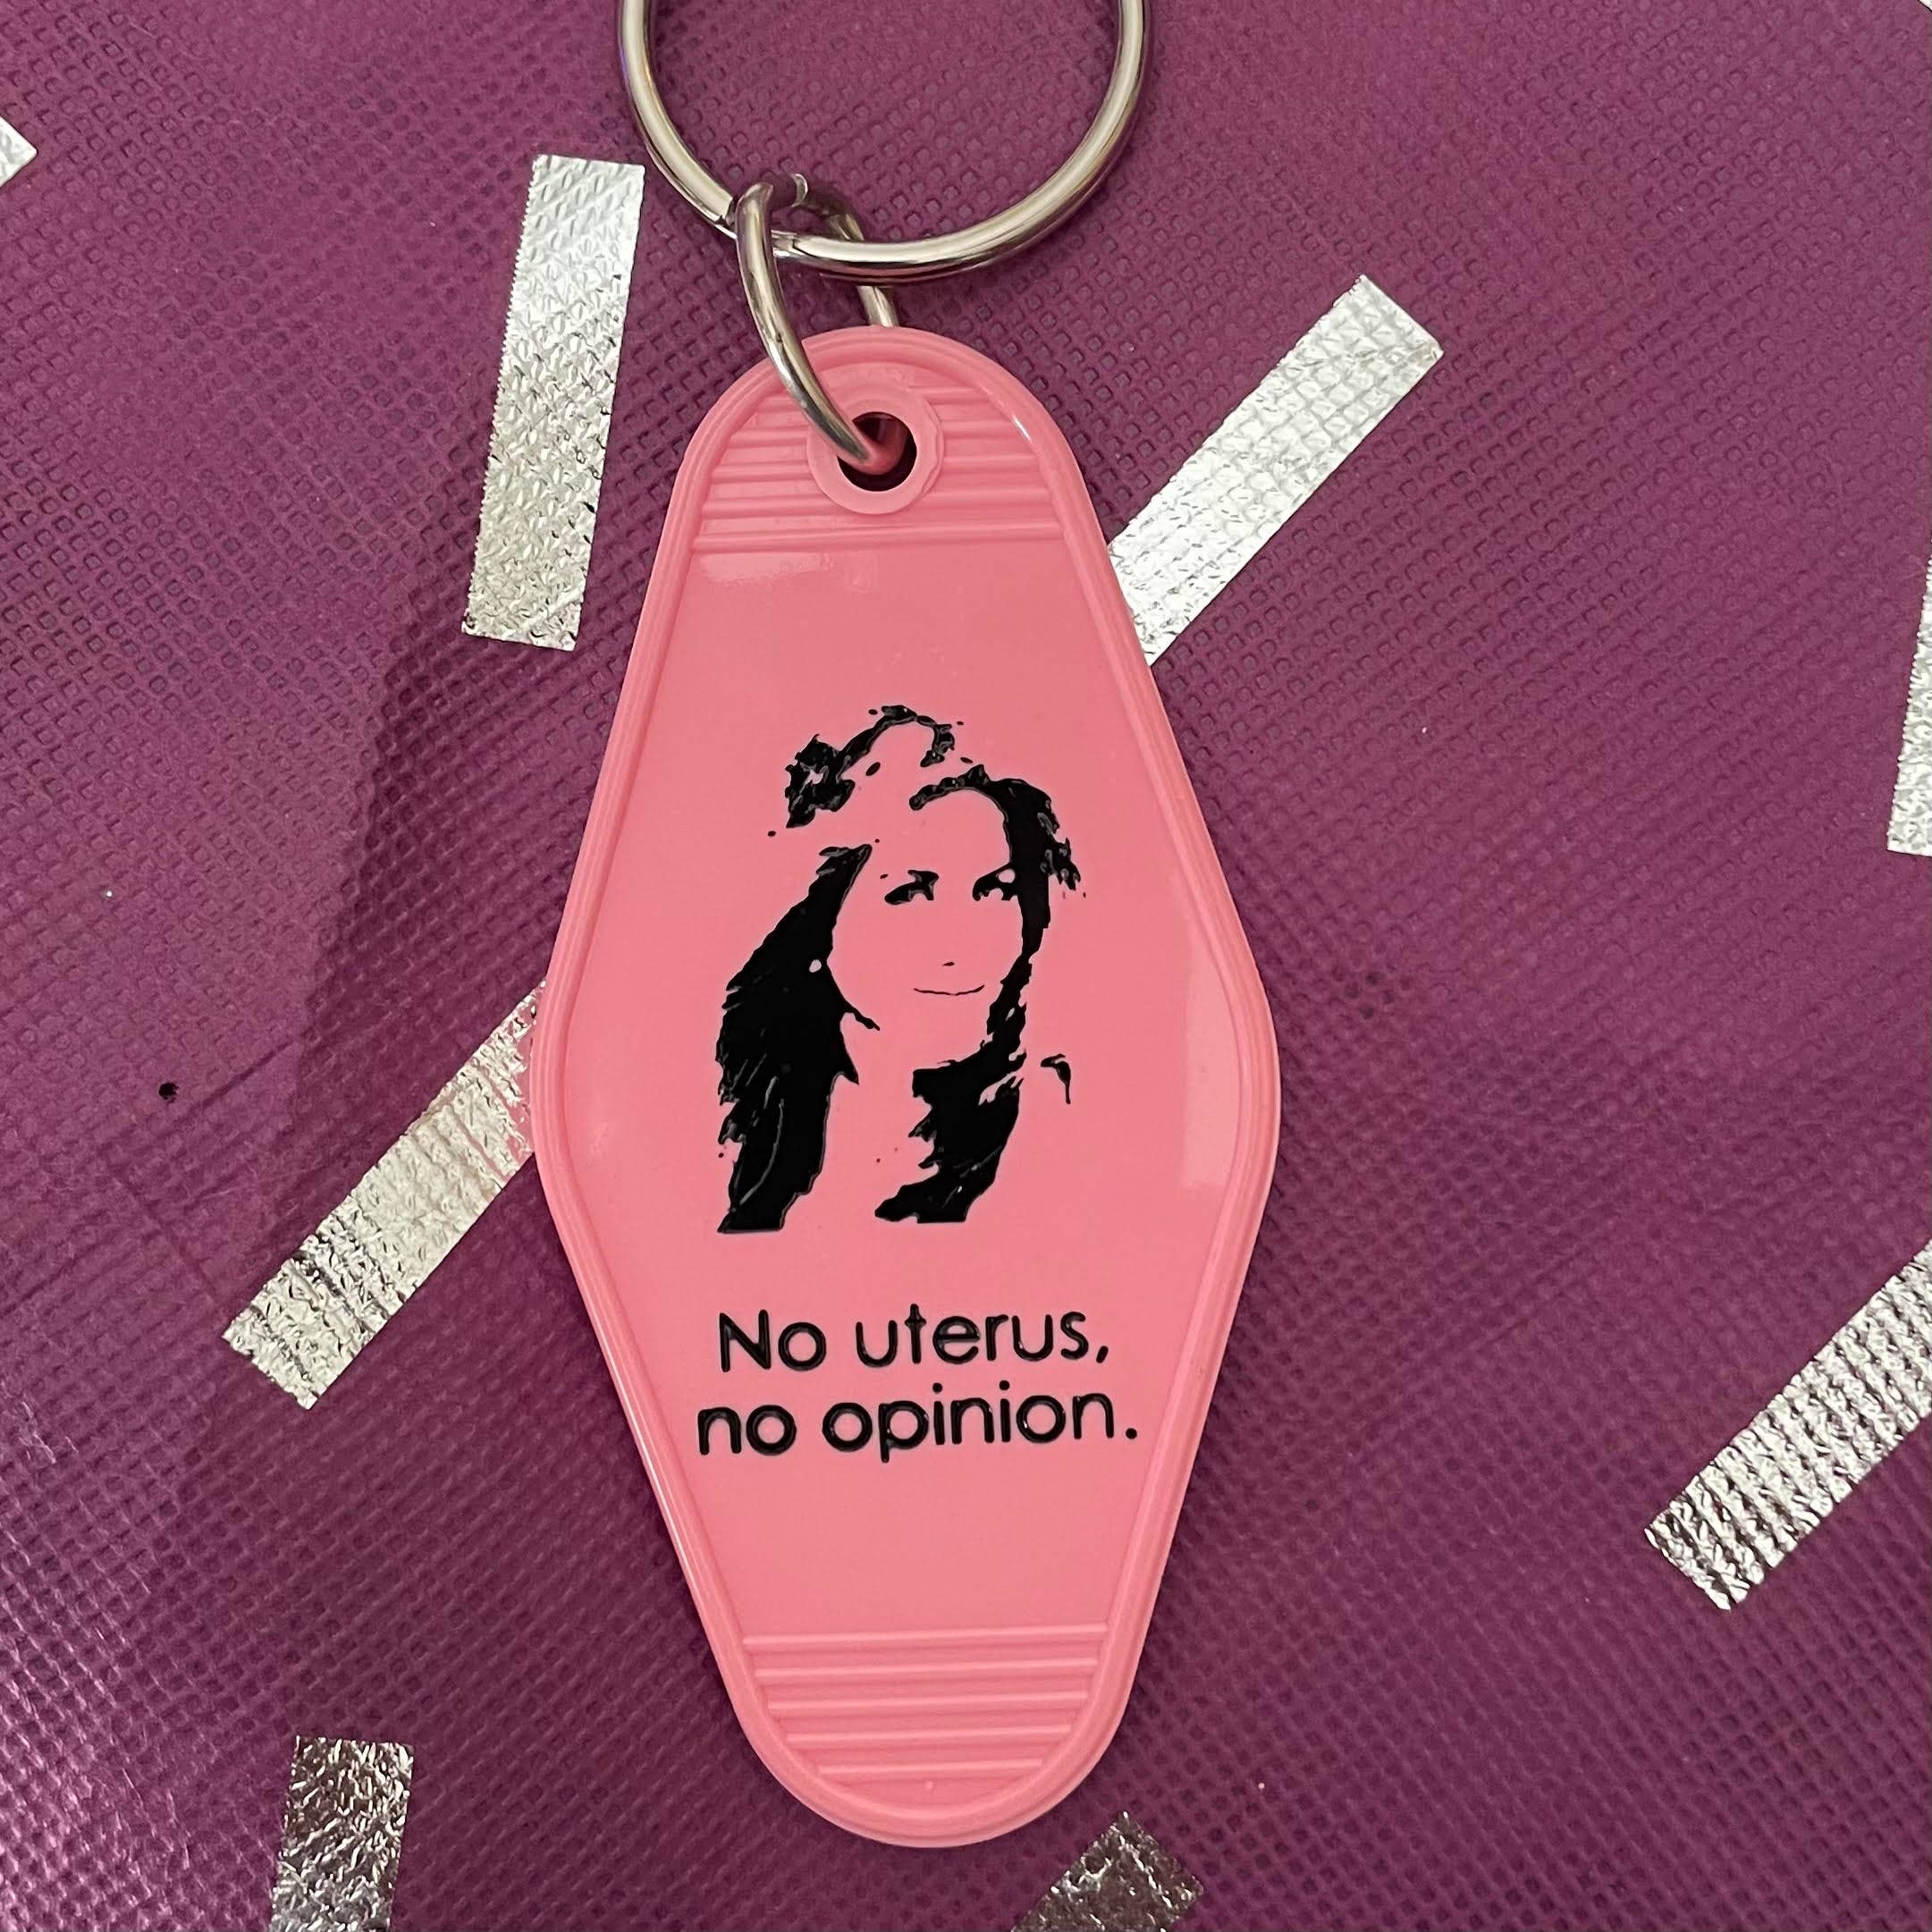 No uterus,
no opinion.